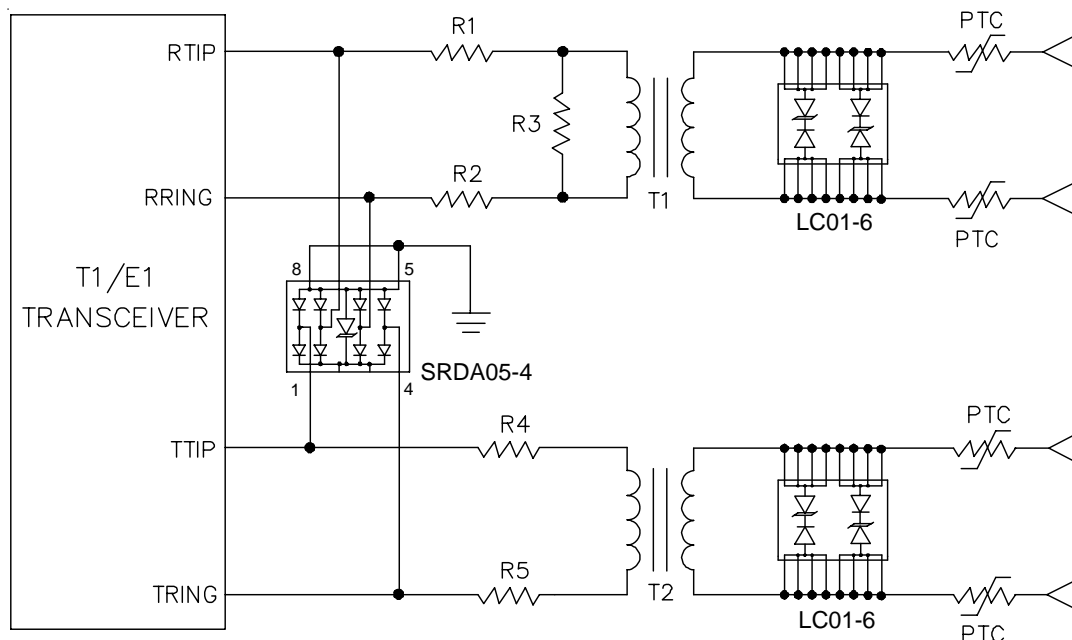 RTIP
R1
PTC
R3
RRING
R2
T1
LC01-6
PTC
8
5
T1/E1
TRANSCEIVER
SRDA05-4
1
4
TTIP
R4
PTC
TRING
R5
T2
LC01-6
PTC